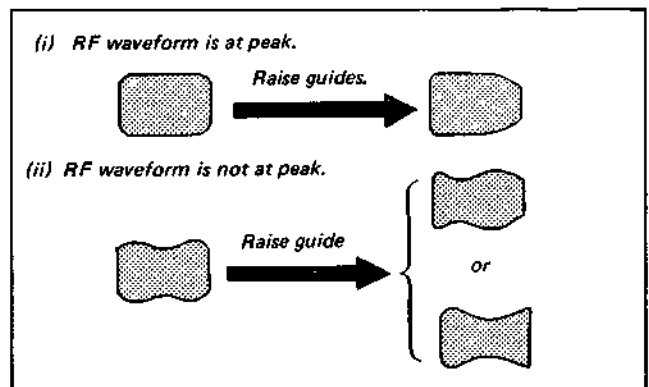 (i) RF waveform is at peak.
Raise guides.
(ii) RF waveform is not at peak.
Raise guide
or